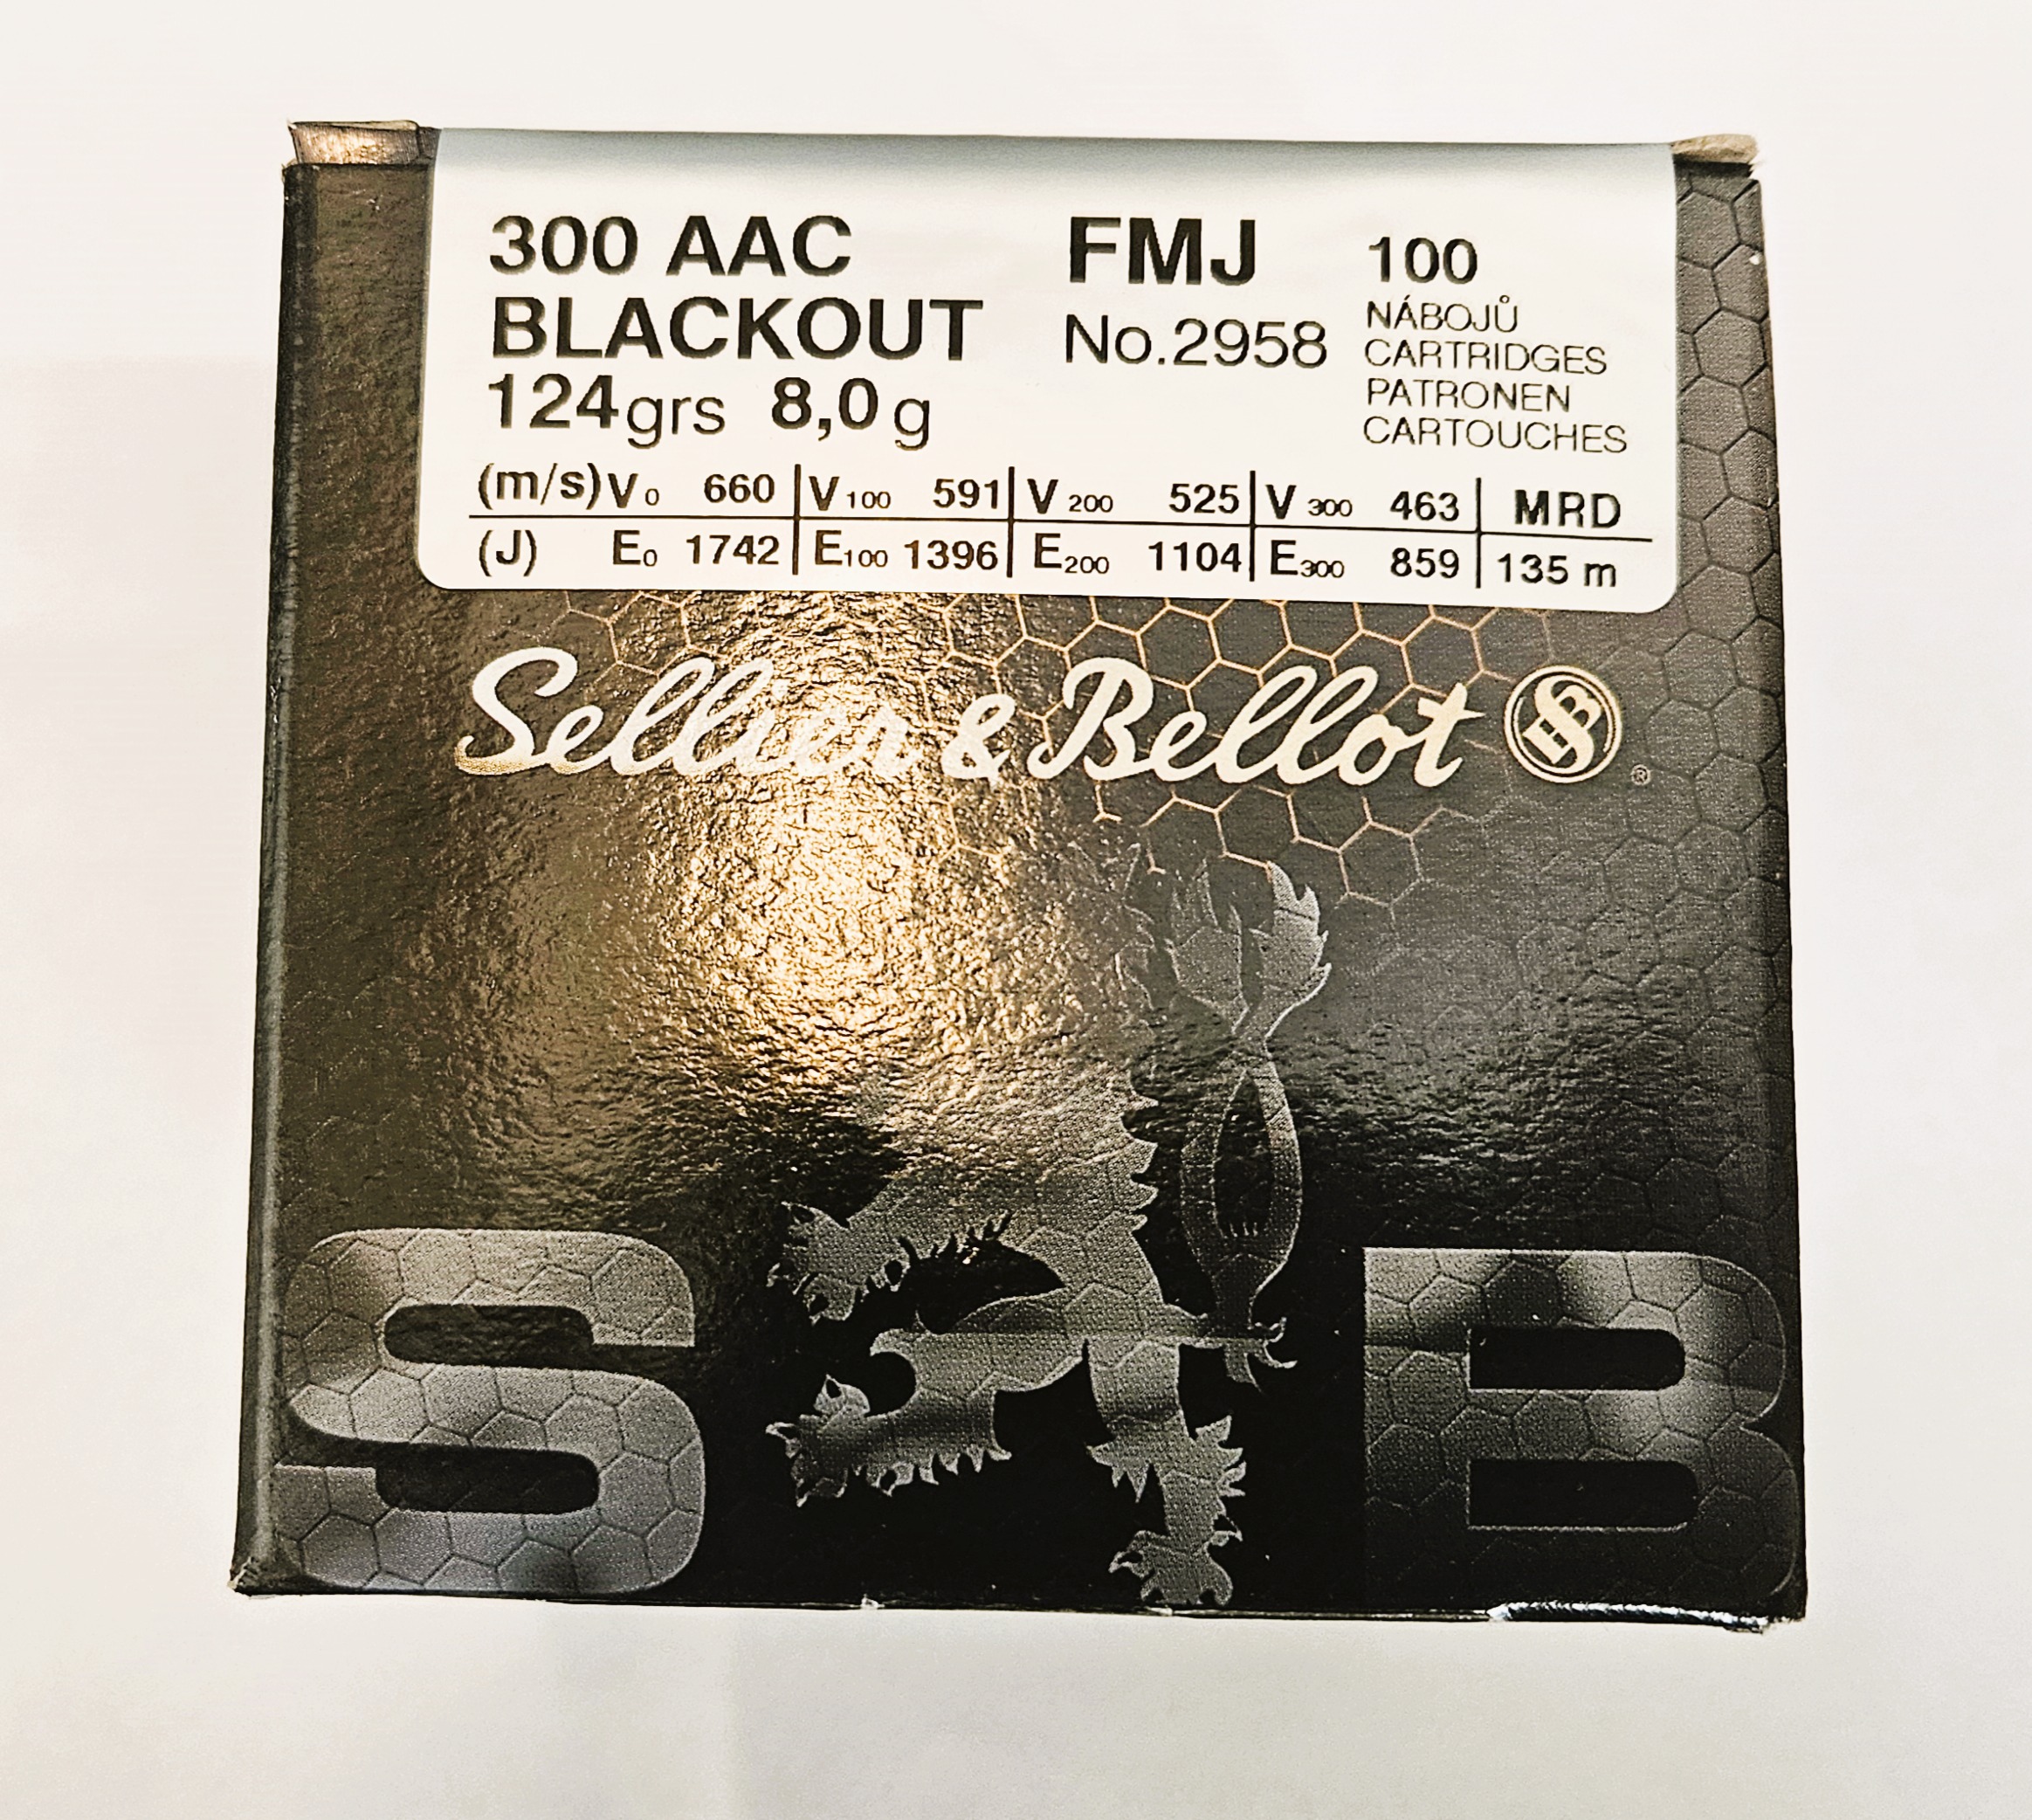 300 AAC
BLACKOUT
124grs 8,0 g
FMJ
No.2958
100
NÁBOJŮ
CARTRIDGES
PATRONEN
CARTOUCHES
(m/s) V0 660 | V100 591 | V200 525 | V300 463 | MRD
(J) E0 1742 | E100 1396 | E200 1104 | E300 859 | 135 m
Sellier & Bellot SB ®
S B